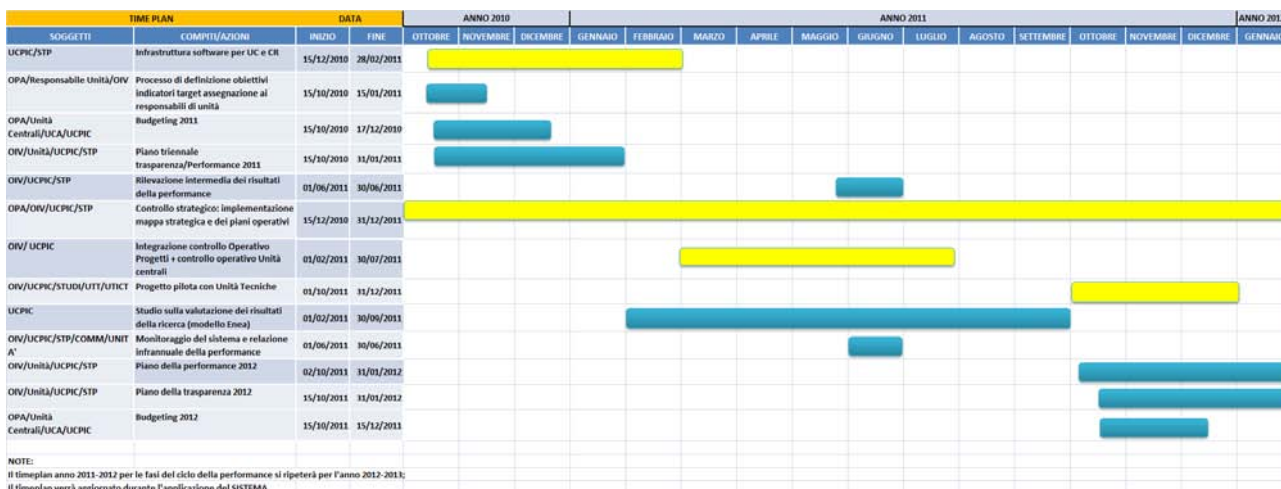 TIME PLAN DATA ANNO 2010 ANNO 2011 ANNO 201
SOGGETTI COMPITI/AZIONI INIZIO FINE OTTOBRE NOVEMBRE DICEMBRE GENNAIO FEBBRAIO MARZO APRILE MAGGIO GIUGNO LUGLIO AGOSTO SETTEMBRE OTTOBRE NOVEMBRE DICEMBRE GENNAIO
UCPIC/STP Infrastruttura software per UC e CR 15/12/2010 28/02/2011
OPA/Responsabile Unità/OIV Processo di definizione obiettivi
indicatori target assegnazione ai
responsabili di unità 15/10/2010 15/01/2011
OPA/Unità
Centrali/UCA/UCPIC Budgeting 2011 15/10/2010 17/12/2010
OIV/Unità/UCPIC/STP Piano triennale
trasparenza/Performance 2011 15/10/2010 31/01/2011
OIV/UCPIC/STP Rilevazione intermedia dei risultati
della performance 01/06/2011 30/06/2011
OPA/OIV/UCPIC/STP Controllo strategico: implementazione
mappa strategica e dei piani operativi 15/12/2010 31/12/2011
OIV/ UCPIC Integrazione controllo Operativo
Progetti + controllo operativo Unità
centrali 01/02/2011 30/07/2011
OIV/UCPIC/STUDI/UTT/UTICT Progetto pilota con Unità Tecniche 01/10/2011 31/12/2011
UCPIC Studio sulla valutazione dei risultati
della ricerca (modello Enea) 01/02/2011 30/09/2011
OIV/UCPIC/STP/COMM/UNIT
A' Monitoraggio del sistema e relazione
infrannuale della performance 01/06/2011 30/06/2011
OIV/Unità/UCPIC/STP Piano della performance 2012 02/10/2011 31/01/2012
OIV/Unità/UCPIC/STP Piano della trasparenza 2012 15/10/2011 31/01/2012
OPA/Unità
Centrali/UCA/UCPIC Budgeting 2012 15/10/2011 15/12/2011
NOTE:
Il timeplan anno 2011-2012 per le fasi del ciclo della performance si ripeterà per l'anno 2012-2013;
Il timeplan verrà aggiornato durante l'applicazione del SISTEMA